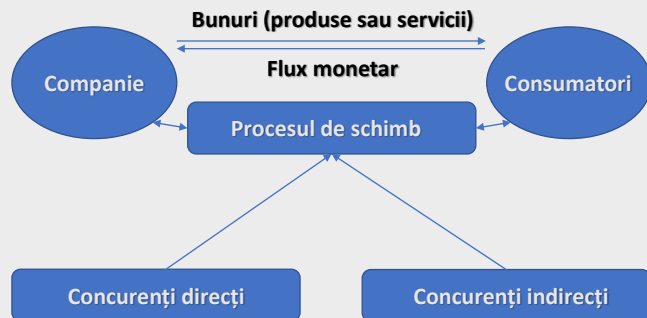 Bunuri (produse sau servicii)
Companie
Flux monetar
Consumatori
Procesul de schimb
Concurenți direcți
Concurenți indirecți